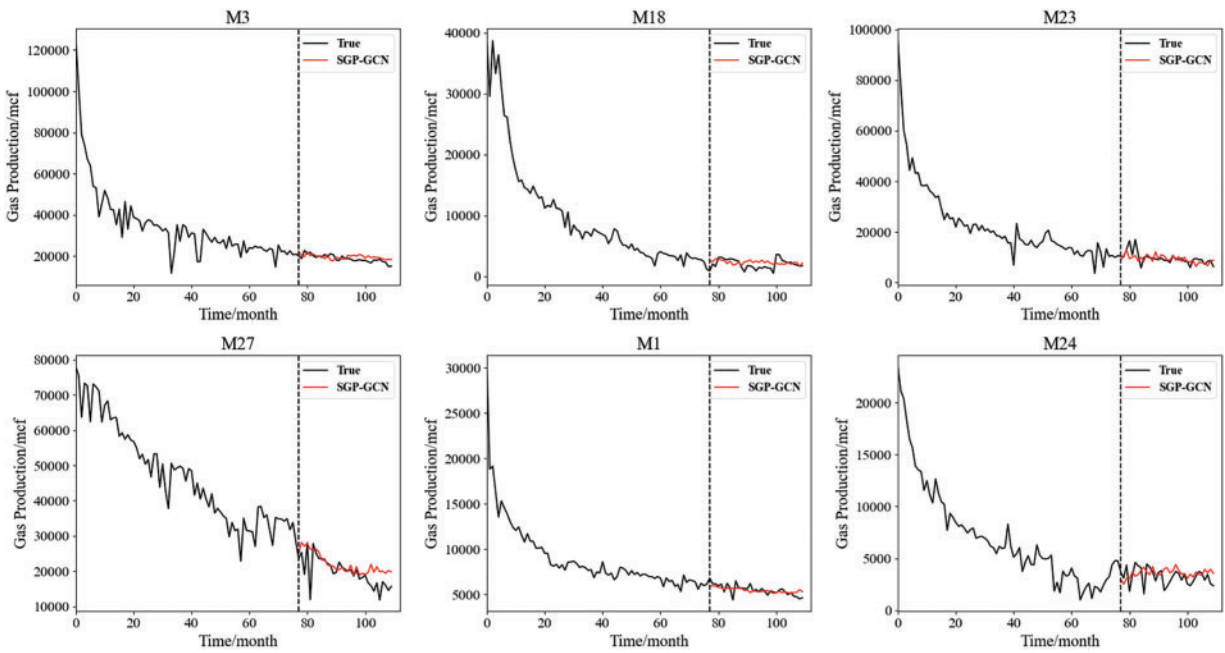 M3
True
SGP-GCN
Gas Production/mcf
120000
100000
80000
60000
40000
20000
0 20 40 60 80 100
Time/month
M18
True
SGP-GCN
Gas Production/mcf
40000
30000
20000
10000
0
0 20 40 60 80 100
Time/month
M23
True
SGP-GCN
Gas Production/mcf
100000
80000
60000
40000
20000
0
0 20 40 60 80 100
Time/month
M27
True
SGP-GCN
Gas Production/mcf
80000
70000
60000
50000
40000
30000
20000
10000
0 20 40 60 80 100
Time/month
M1
True
SGP-GCN
Gas Production/mcf
30000
25000
20000
15000
10000
5000
0 20 40 60 80 100
Time/month
M24
True
SGP-GCN
Gas Production/mcf
20000
15000
10000
5000
0
0 20 40 60 80 100
Time/month